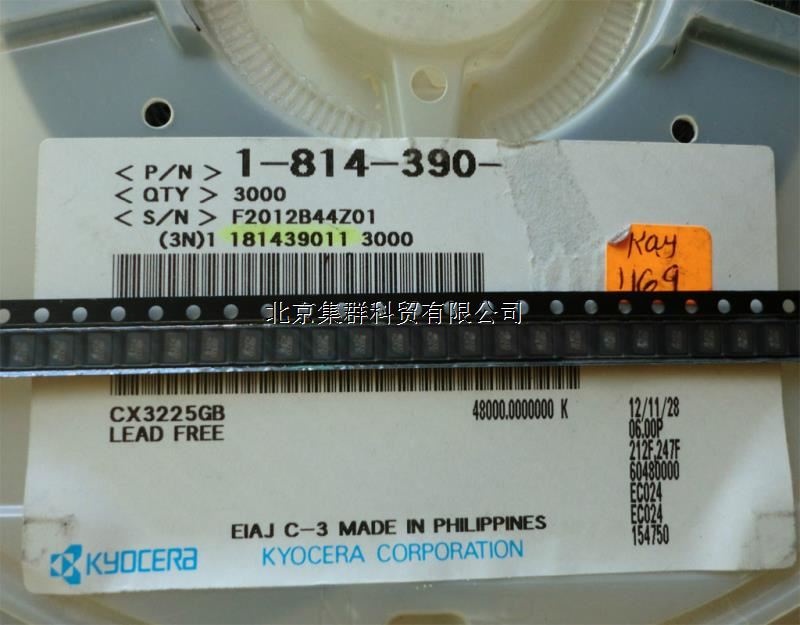 < P/N > 1-814-390-
< QTY > 3000
< S/N > F2012B44Z01
(3N)1 181439011 3000
Kay
1169
北京集群科贸有限公司
CX3225GB
LEAD FREE
48000.0000000 K
12/11/28
06.00P
212F,247F
60480000
EC024
EC024
154750
EIAJ C-3 MADE IN PHILIPPINES
KYOCERA
KYOCERA CORPORATION